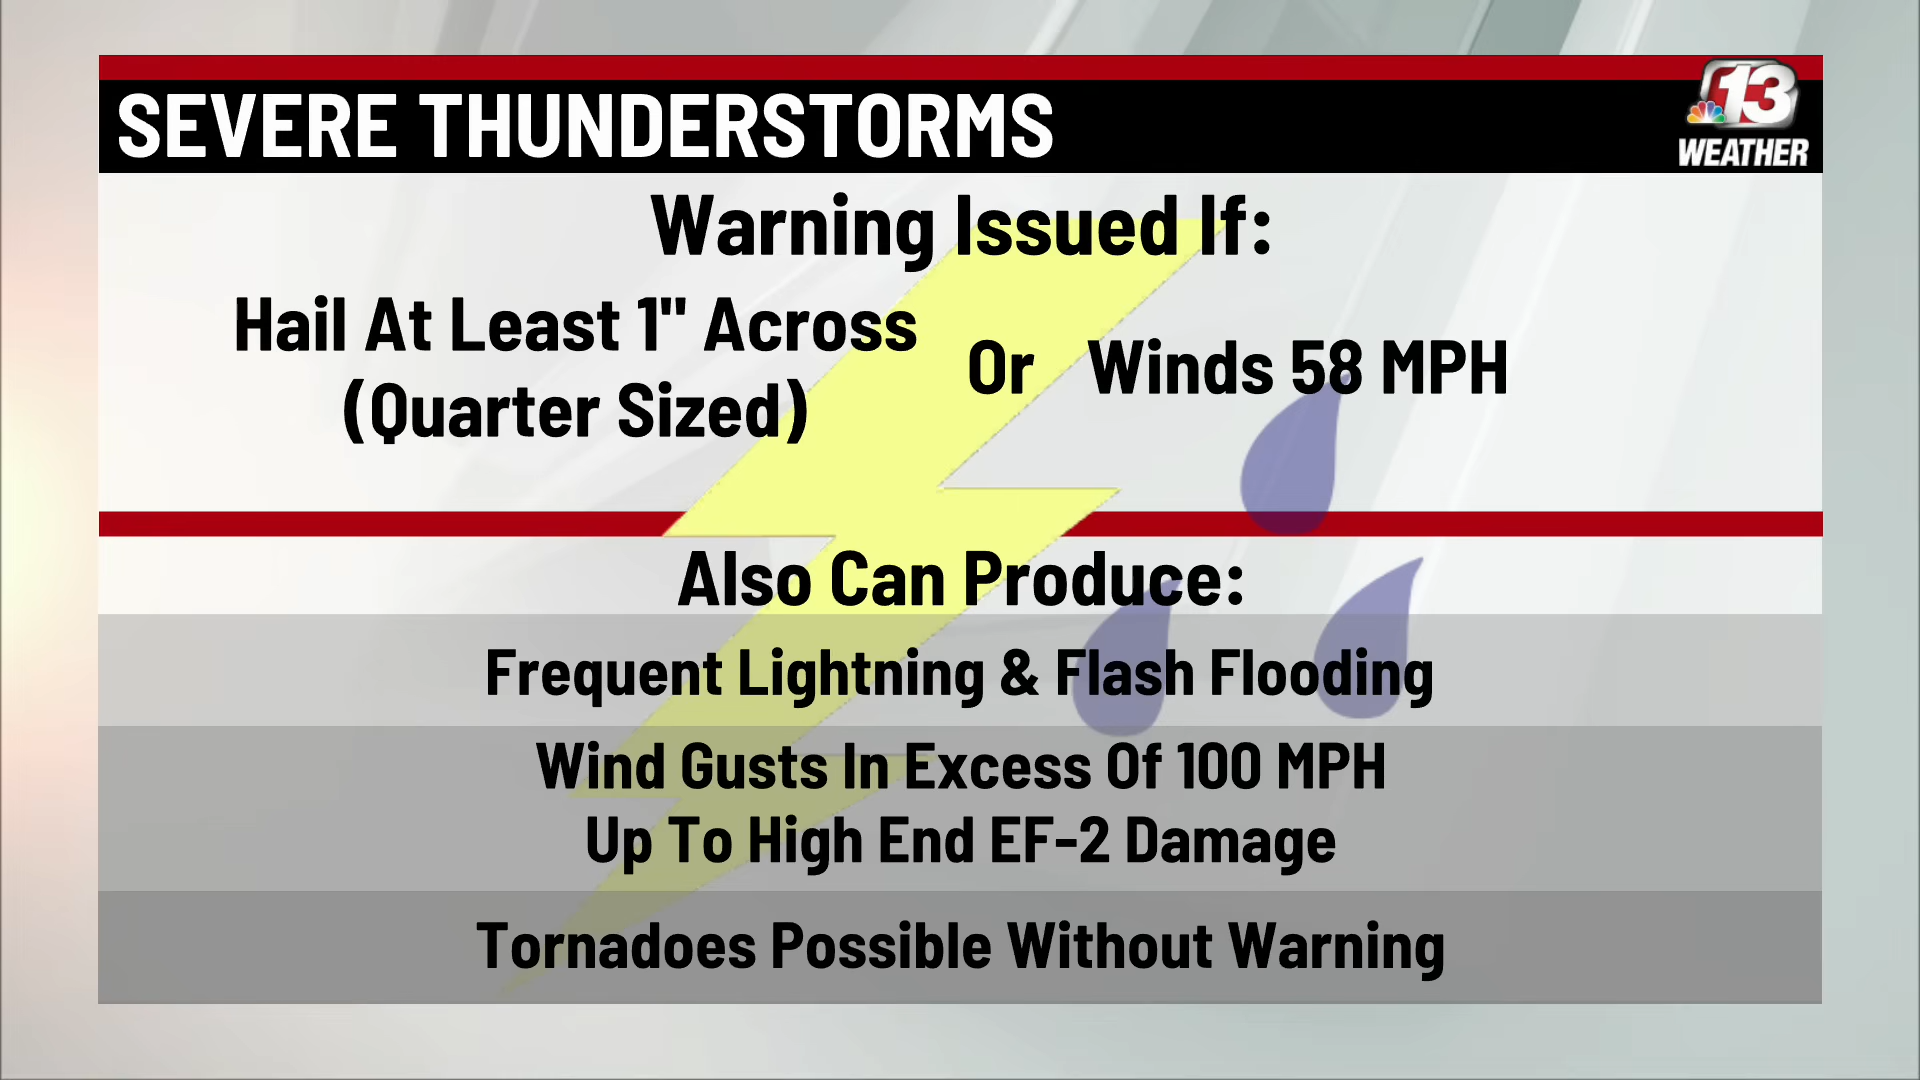 SEVERE THUNDERSTORMS
13
WEATHER
Warning Issued If:
Hail At Least 1" Across
(Quarter Sized)
Or
Winds 58 MPH
Also Can Produce:
Frequent Lightning & Flash Flooding
Wind Gusts In Excess Of 100 MPH
Up To High End EF-2 Damage
Tornadoes Possible Without Warning